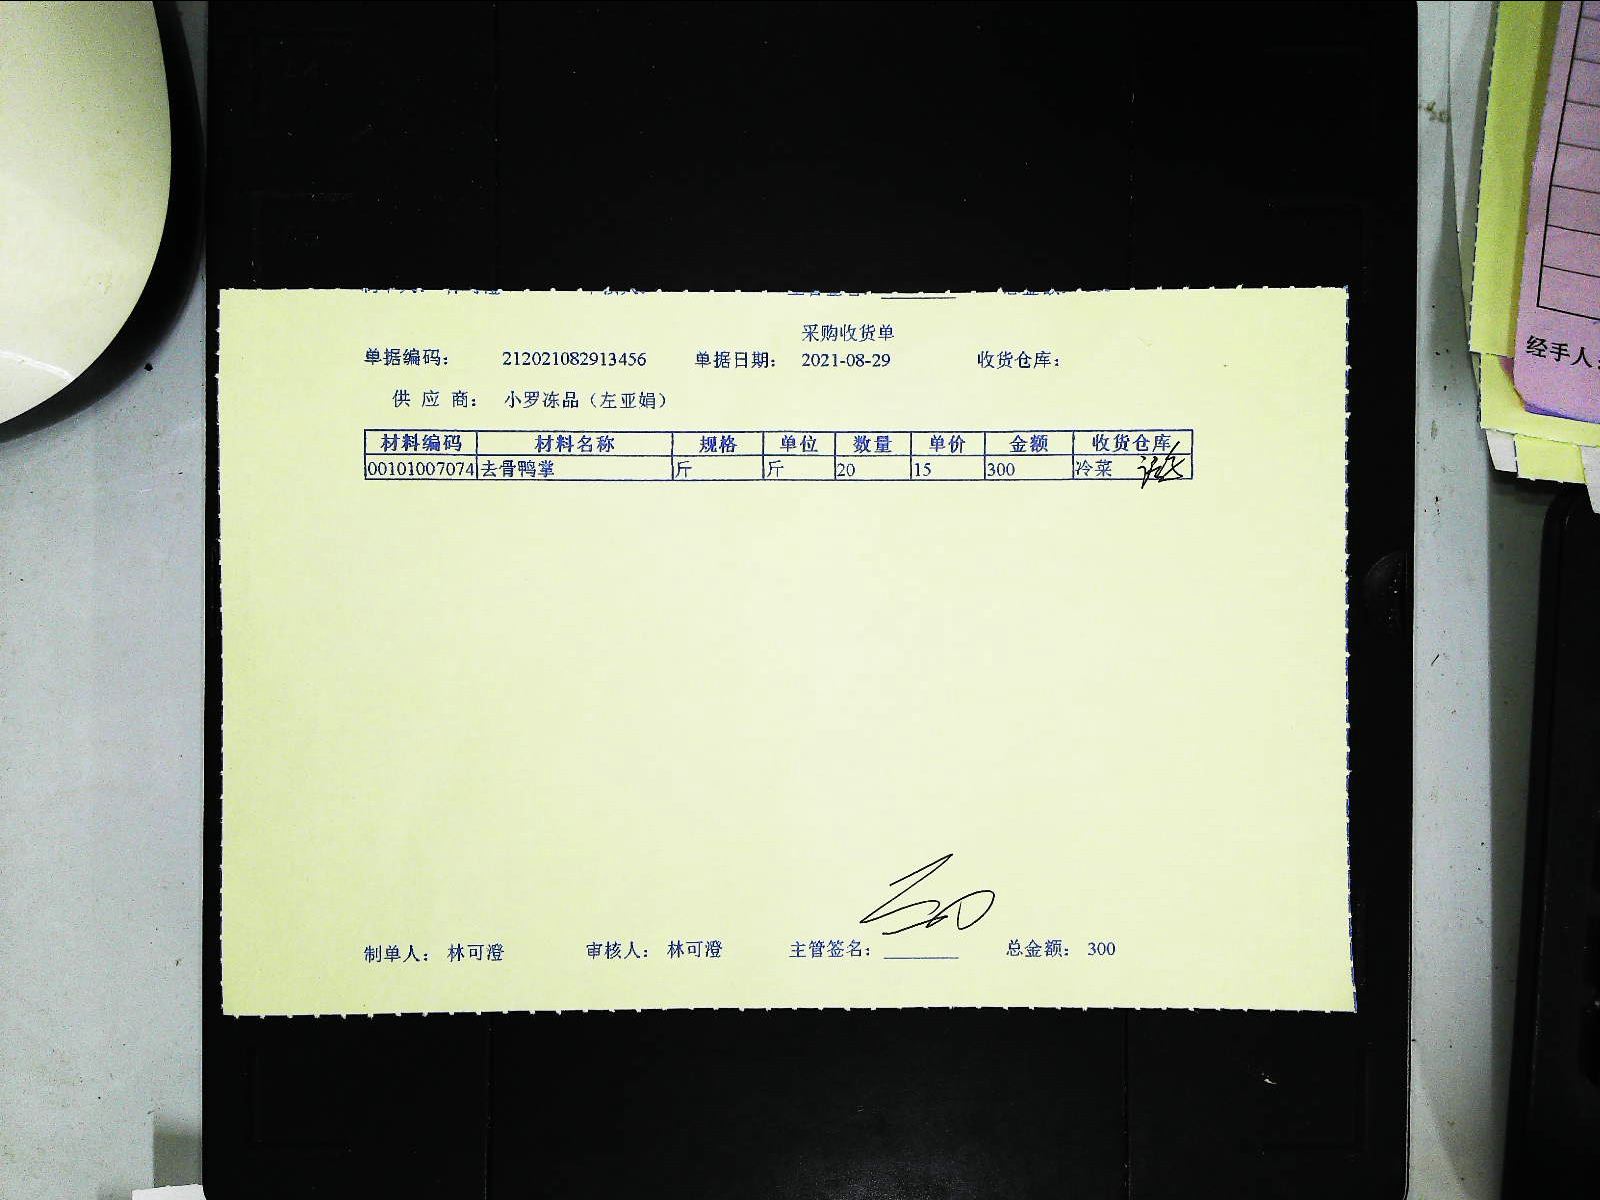 采购收货单
单据编码： 212021082913456 单据日期： 2021-08-29 收货仓库：
供 应 商： 小罗冻品（左亚娟）
材料编码 材料名称 规格 单位 数量 单价 金额 收货仓库
00101007074 去骨鸭掌 斤 斤 20 15 300 冷菜
制单人： 林可澄 审核人： 林可澄 主管签名： 总金额： 300
经手人：